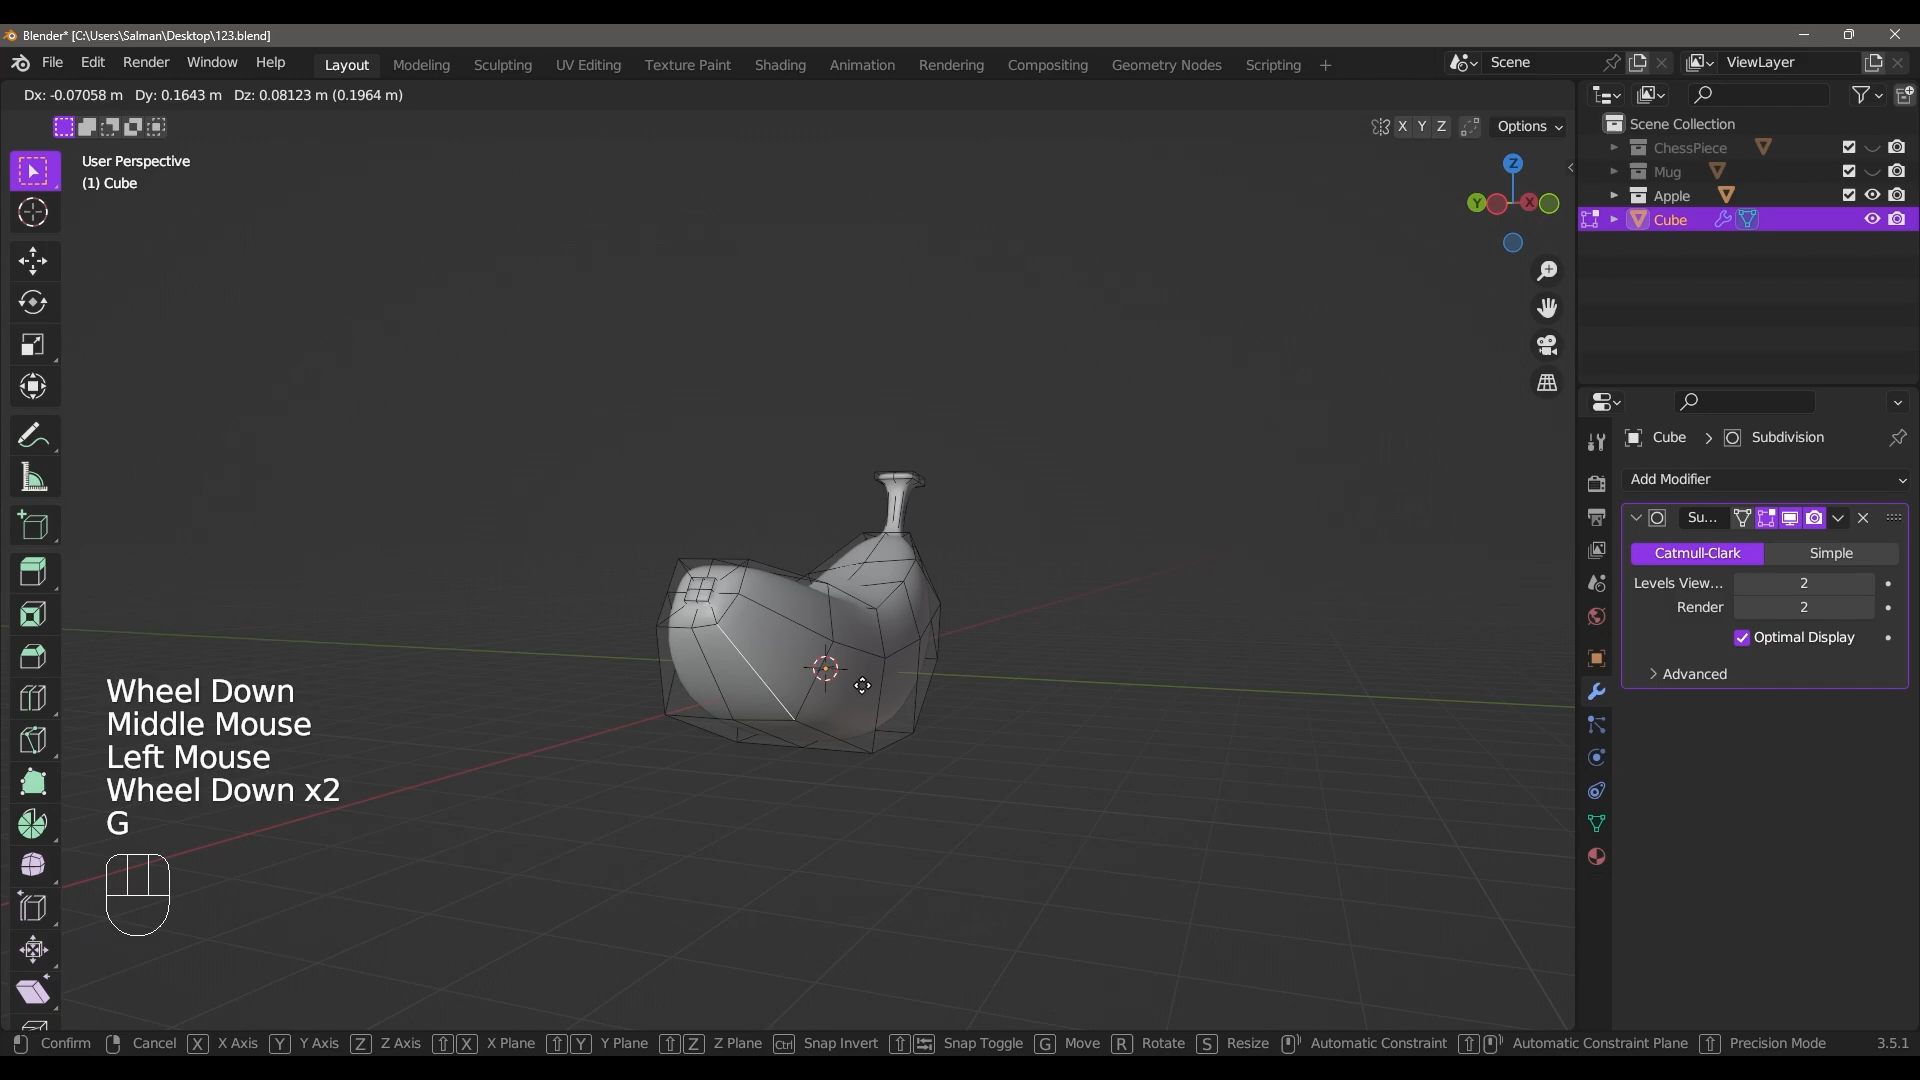 Blender* [C:\Users\Salman\Desktop\123.blend]
File Edit Render Window Help Layout Modeling Sculpting UV Editing Texture Paint Shading Animation Rendering Compositing Geometry Nodes Scripting + Scene ViewLayer
Dx: -0.07058 m Dy: 0.1643 m Dz: 0.08123 m (0.1964 m)
X Y Z Options
User Perspective
(1) Cube
Z
Y X
Scene Collection
ChessPiece
Mug
Apple
Cube
Cube > Subdivision
Add Modifier
Su...
Catmull-Clark Simple
Levels View... 2
Render 2
Optimal Display
Advanced
Wheel Down
Middle Mouse
Left Mouse
Wheel Down x2
G
Confirm Cancel X X Axis Y Y Axis Z Z Axis X X Plane Y Y Plane Z Z Plane Ctrl Snap Invert Snap Toggle G Move R Rotate S Resize Automatic Constraint Automatic Constraint Plane Precision Mode 3.5.1